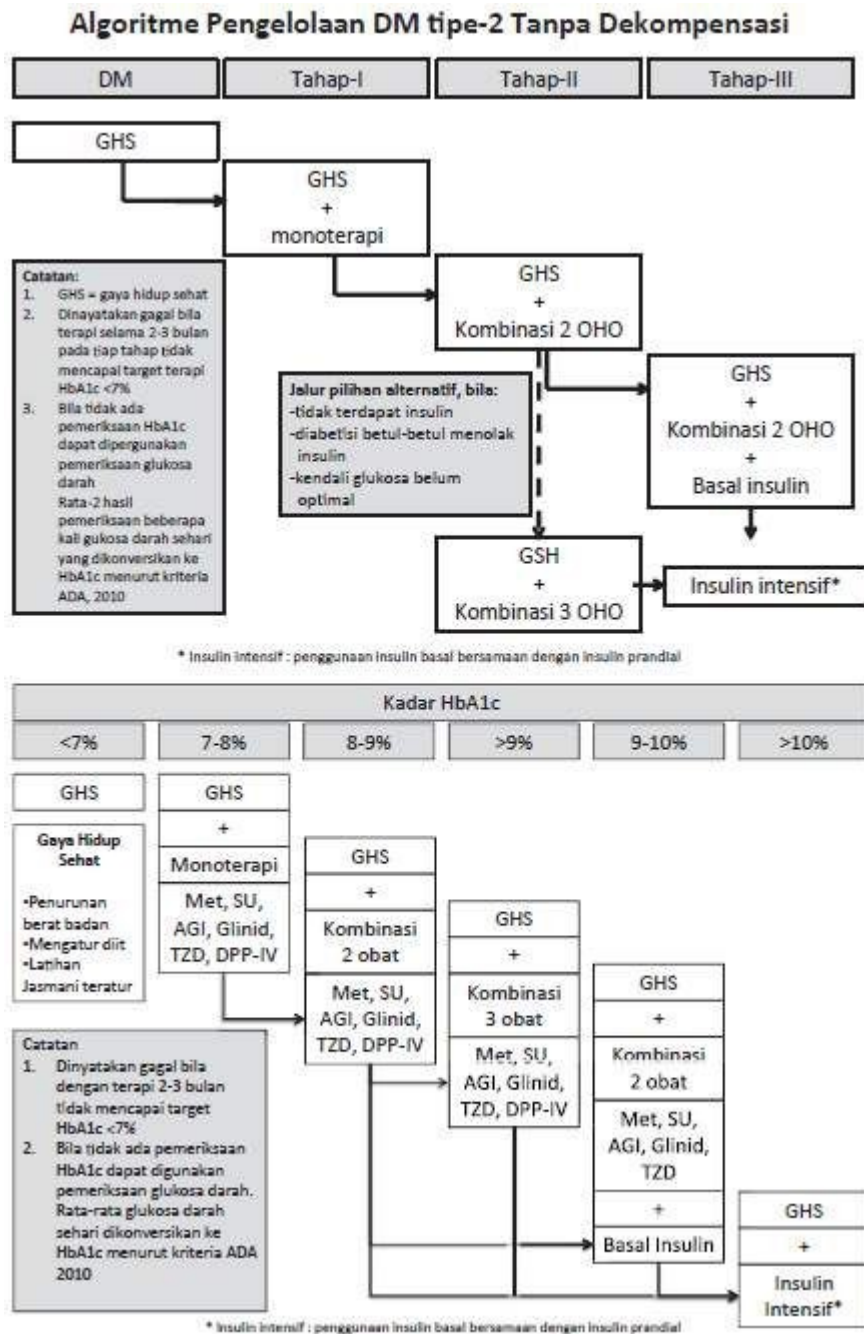 Algoritme Pengelolaan DM tipe-2 Tanpa Dekompensasi
DM
Tahap-I
Tahap-II
Tahap-III
GHS
GHS
+
monoterapi
GHS
+
Kombinasi 2 OHO
GHS
+
Kombinasi 2 OHO
+
Basal insulin
Catatan:
1. GHS = gaya hidup sehat
2. Dinayatakan gagal bila
terapi selama 2-3 bulan
pada tiap tahap tidak
mencapai target terapi
HbA1c <7%
3. Bila tidak ada
pemeriksaan HbA1c
dapat dipergunakan
pemeriksaan glukosa
darah
Rata-2 hasil
pemeriksaan beberapa
kali gukosa darah sehari
yang dikonversikan ke
HbA1c menurut kriteria
ADA, 2010
Jalur pilihan alternatif, bila:
-tidak terdapat insulin
-diabetisi betul-betul menolak
insulin
-kendali glukosa belum
optimal
GSH
+
Kombinasi 3 OHO
Insulin intensif*
* Insulin intensif : penggunaan insulin basal bersamaan dengan insulin prandial
Kadar HbA1c
<7%
7-8%
8-9%
>9%
9-10%
>10%
GHS
Gaya Hidup
Sehat
•Penurunan
berat badan
•Mengatur diit
•Latihan
Jasmani teratur
GHS
+
Monoterapi
Met, SU,
AGI, Glinid,
TZD, DPP-IV
GHS
+
Kombinasi
2 obat
Met, SU,
AGI, Glinid,
TZD, DPP-IV
GHS
+
Kombinasi
3 obat
Met, SU,
AGI, Glinid,
TZD, DPP-IV
GHS
+
Kombinasi
2 obat
Met, SU,
AGI, Glinid,
TZD
+
Basal Insulin
GHS
+
Insulin
Intensif*
Catatan
1. Dinyatakan gagal bila
dengan terapi 2-3 bulan
tidak mencapai target
HbA1c <7%
2. Bila tidak ada pemeriksaan
HbA1c dapat digunakan
pemeriksaan glukosa darah.
Rata-rata glukosa darah
sehari dikonversikan ke
HbA1c menurut kriteria ADA
2010
* Insulin intensif : penggunaan insulin basal bersamaan dengan insulin prandial